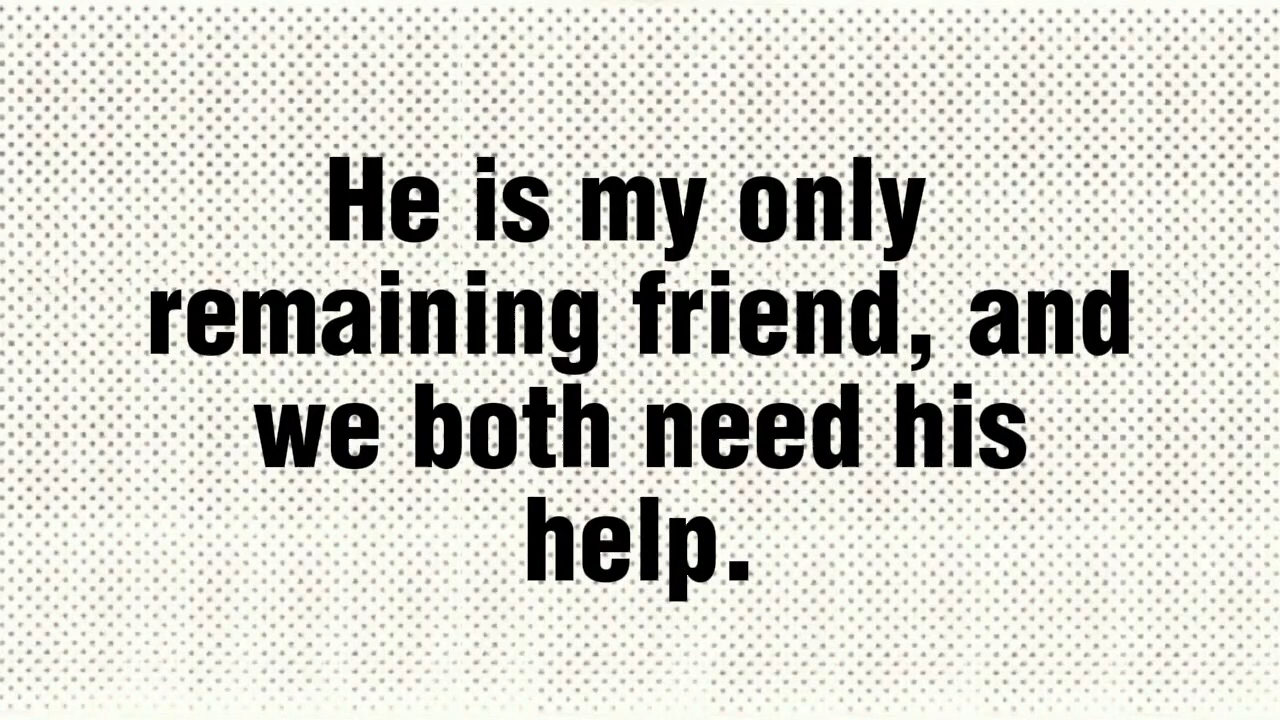 He is my only
remaining friend, and
we both need his
help.